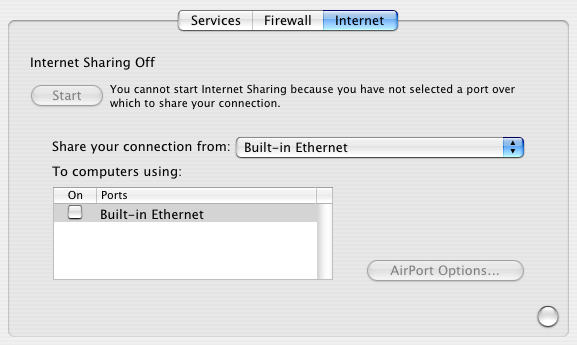 Services Firewall Internet
Internet Sharing Off
Start
You cannot start Internet Sharing because you have not selected a port over
which to share your connection.
Share your connection from: Built-in Ethernet
To computers using:
On Ports
Built-in Ethernet
AirPort Options...